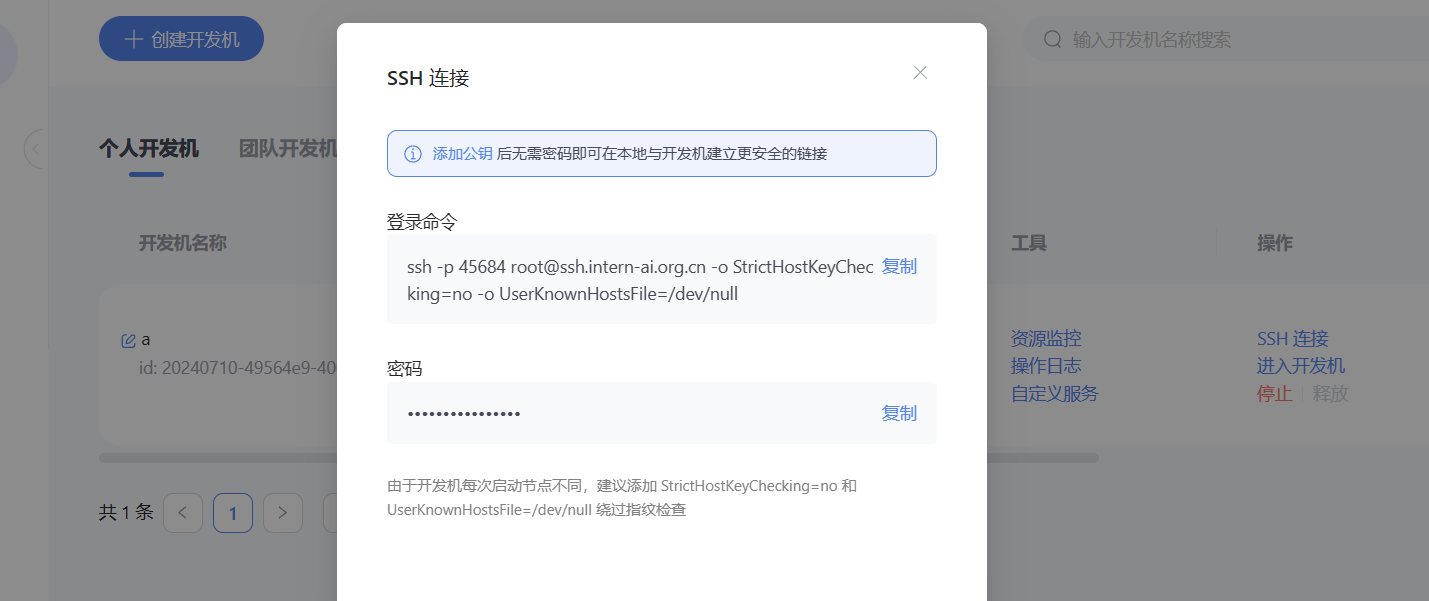 创建开发机
输入开发机名称搜索
SSH 连接
个人开发机
团队开发机
添加公钥 后无需密码即可在本地与开发机建立更安全的链接
登录命令
开发机名称
工具
操作
ssh -p 45684 root@ssh.intern-ai.org.cn -o StrictHostKeyChec
king=no -o UserKnownHostsFile=/dev/null
复制
a
id: 20240710-49564e9-40
资源监控
操作日志
自定义服务
SSH 连接
进入开发机
停止 释放
密码
••••••••••••••••
复制
由于开发机每次启动节点不同，建议添加 StrictHostKeyChecking=no 和
UserKnownHostsFile=/dev/null 绕过指纹检查
共 1 条 < 1 >